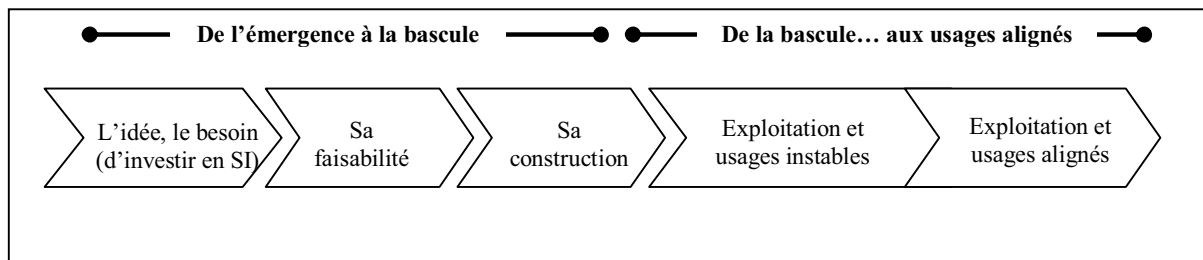 De l’émergence à la bascule
De la bascule… aux usages alignés
L’idée, le besoin
(d’investir en SI)
Sa
faisabilité
Sa
construction
Exploitation et
usages instables
Exploitation et
usages alignés